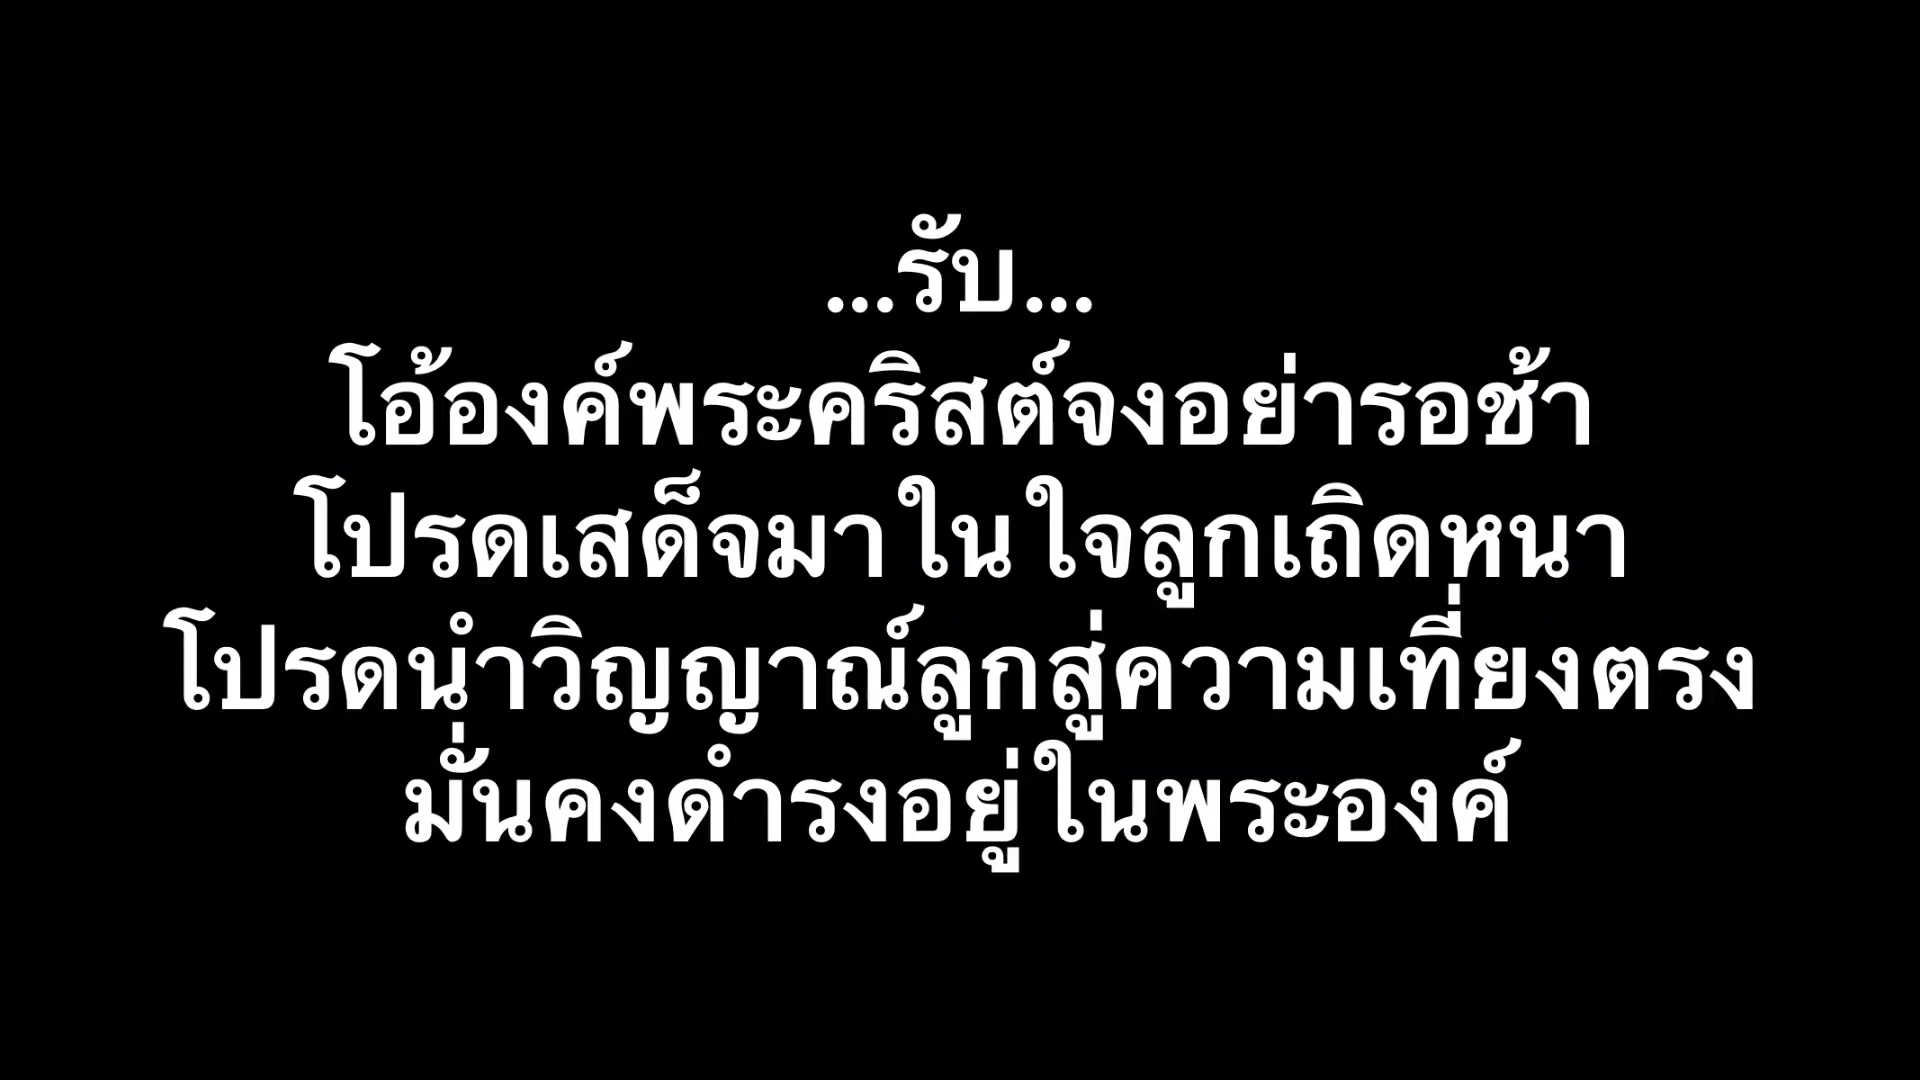 ...รับ...
โอ้องค์พระคริสต์จงอย่ารอช้า
โปรดเสด็จมาในใจลูกเถิดหนา
โปรดนำวิญญาณ์ลูกสู่ความเที่ยงตรง
มั่นคงดำรงอยู่ในพระองค์